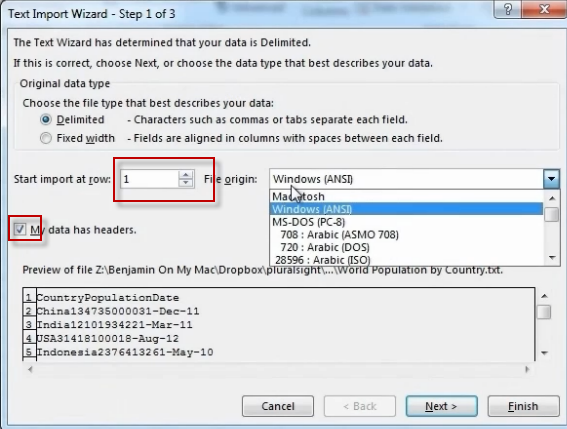 Text Import Wizard - Step 1 of 3
The Text Wizard has determined that your data is Delimited.
If this is correct, choose Next, or choose the data type that best describes your data.
Original data type
Choose the file type that best describes your data:
Delimited - Characters such as commas or tabs separate each field.
Fixed width - Fields are aligned in columns with spaces between each field.
Start import at row: 1 File origin: Windows (ANSI)
Macintosh
Windows (ANSI)
MS-DOS (PC-8)
708 : Arabic (ASMO 708)
720 : Arabic (DOS)
28596 : Arabic (ISO)
My data has headers.
Preview of file Z:\Benjamin On My Mac\Dropbox\pluralsight\...\World Population by Country.txt.
1 CountryPopulationDate
2 China134735000031-Dec-11
3 India12101934221-Mar-11
4 USA31418100018-Aug-12
5 Indonesia2376413261-May-10
Cancel < Back Next > Finish